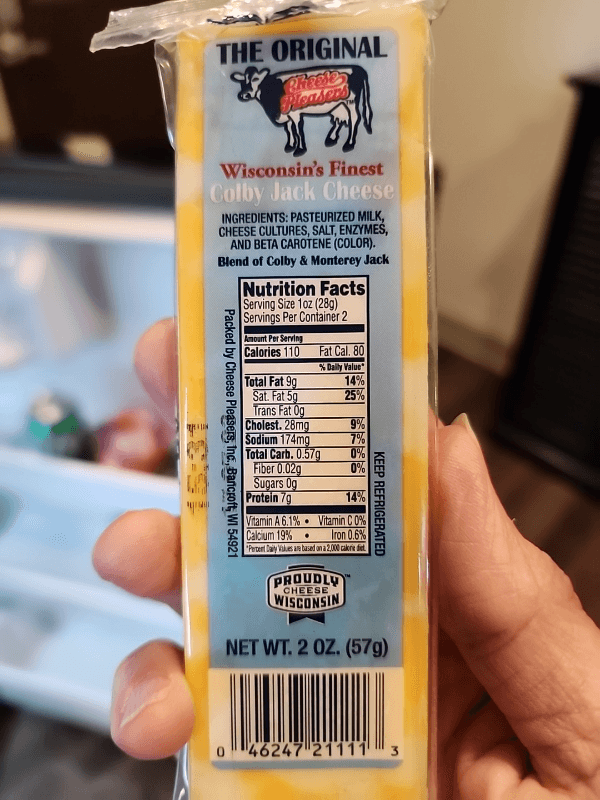 THE ORIGINAL
Cheese
Pleasers
Wisconsin's Finest
Colby Jack Cheese
INGREDIENTS: PASTEURIZED MILK,
CHEESE CULTURES, SALT, ENZYMES,
AND BETA CAROTENE (COLOR).
Blend of Colby & Monterey Jack
Nutrition Facts
Serving Size 1oz (28g)
Servings Per Container 2
Amount Per Serving
Calories 110 Fat Cal. 80
% Daily Value*
Total Fat 9g 14%
Sat. Fat 5g 25%
Trans Fat 0g
Cholest. 28mg 9%
Sodium 174mg 7%
Total Carb. 0.57g 0%
Fiber 0.02g 0%
Sugars 0g
Protein 7g 14%
Vitamin A 6.1% • Vitamin C 0%
Calcium 19% • Iron 0.6%
*Percent Daily Values are based on a 2,000 calorie diet.
Packed by Cheese Pleasers, Inc., Bancroft, WI 54921
KEEP REFRIGERATED
PROUDLY
CHEESE
WISCONSIN
NET WT. 2 OZ. (57g)
0 46247 21111 3